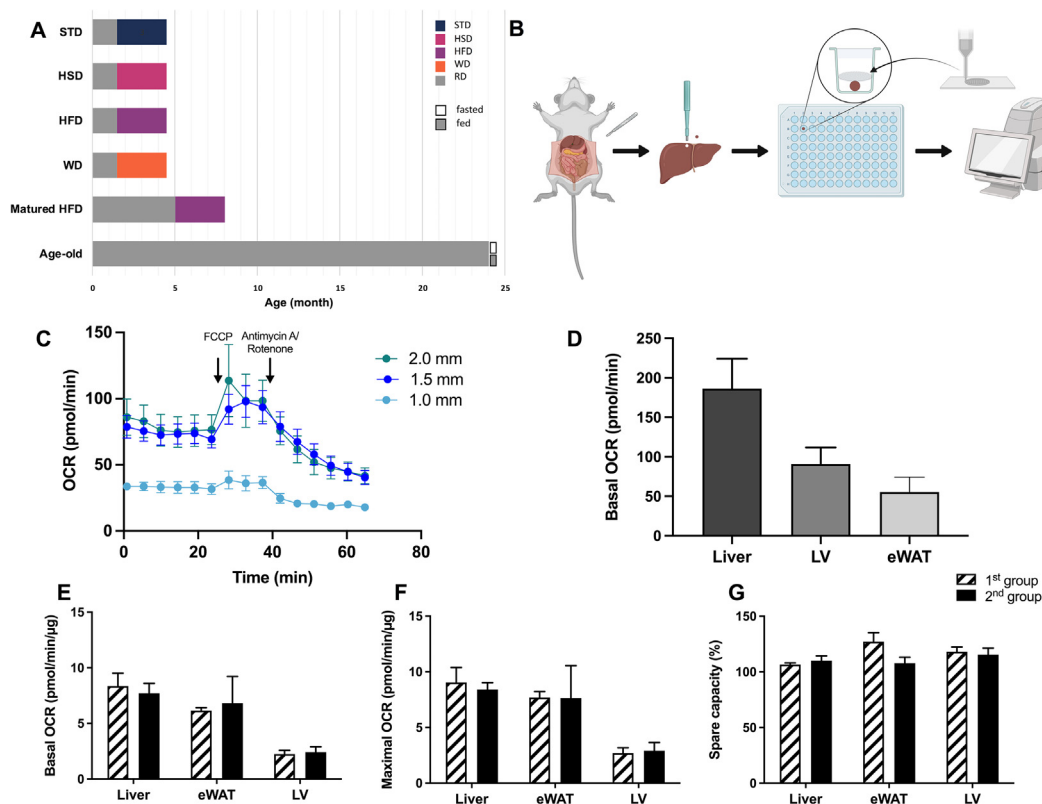 A
STD
HSD
HFD
WD
Matured HFD
Age-old
0
5
10
15
20
25
Age (month)
STD
HSD
HFD
WD
RD
fasted
fed
B
C
150
100
50
0
OCR (pmol/min)
0
20
40
60
80
Time (min)
FCCP
Antimycin A/
Rotenone
2.0 mm
1.5 mm
1.0 mm
D
250
200
150
100
50
0
Basal OCR (pmol/min)
Liver
LV
eWAT
E
15
10
5
0
Basal OCR (pmol/min/µg)
Liver
eWAT
LV
F
15
10
5
0
Maximal OCR (pmol/min/µg)
Liver
eWAT
LV
G
1st group
2nd group
150
100
50
0
Spare capacity (%)
Liver
eWAT
LV